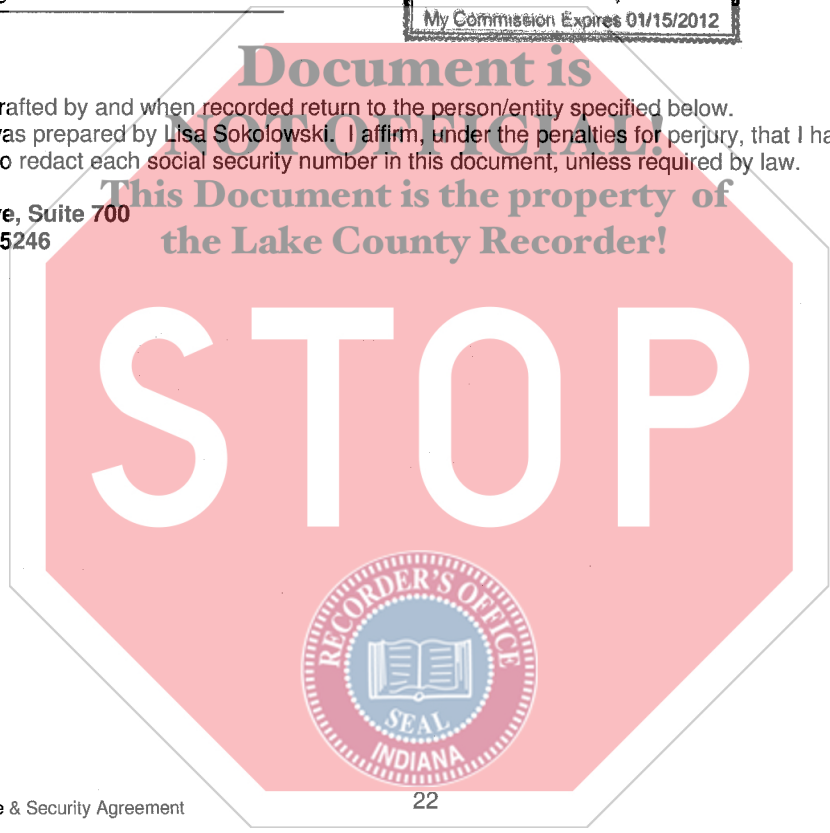 My Commission Expires 01/15/2012
Document is
rafted by and when recorded return to the person/entity specified below.
NOT OFFICIAL!
as prepared by Lisa Sokolowski. I affirm, under the penalties for perjury, that I ha
o redact each social security number in this document, unless required by law.
This Document is the property of
e, Suite 700
the Lake County Recorder!
5246
STOP
RECORDER'S OFFICE
SEAL
INDIANA
e & Security Agreement
22